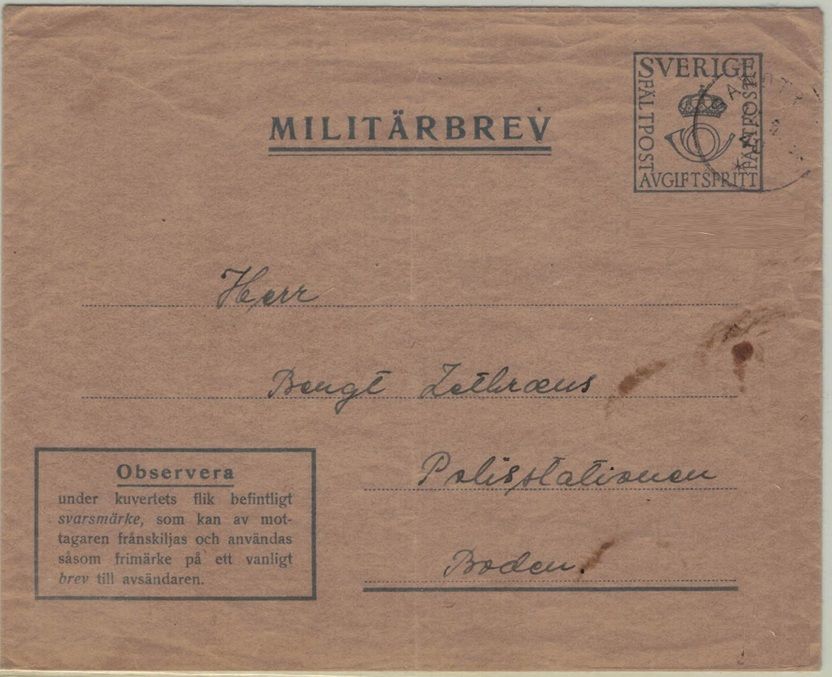 MILITÄRBREV
SVERIGE
FÄLTPOST
FÄLTPOST
AVGIFTSFRITT
Herr
Bengt Zethraeus
Polisstationen
Boden.
Observera
under kuvertets flik befintligt
svarsmärke, som kan av mot-
tagaren frånskiljas och användas
såsom frimärke på ett vanligt
brev till avsändaren.